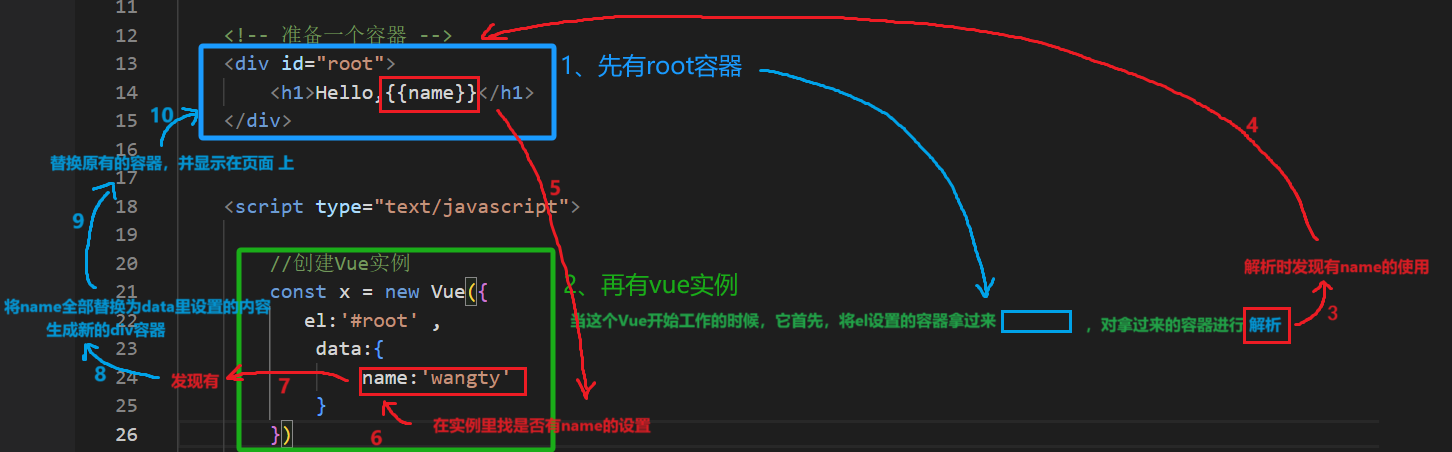 11
12 <!-- 准备一个容器 -->
13 <div id="root">
1、先有root容器
14 <h1>Hello,{{name}}</h1>
10
15 </div>
4
16
替换原有的容器，并显示在页面 上
17
5
18 <script type="text/javascript">
9
19
20 //创建Vue实例
解析时发现有name的使用
21 const x = new Vue({
2、再有vue实例
将name全部替换为data里设置的内容
生成新的div容器
22 el:'#root' ,
当这个Vue开始工作的时候，它首先，将el设置的容器拿过来 ，对拿过来的容器进行 解析
3
23 data:{
8
24 name:'wangty'
发现有
7
25 }
6
在实例里找是否有name的设置
26 })